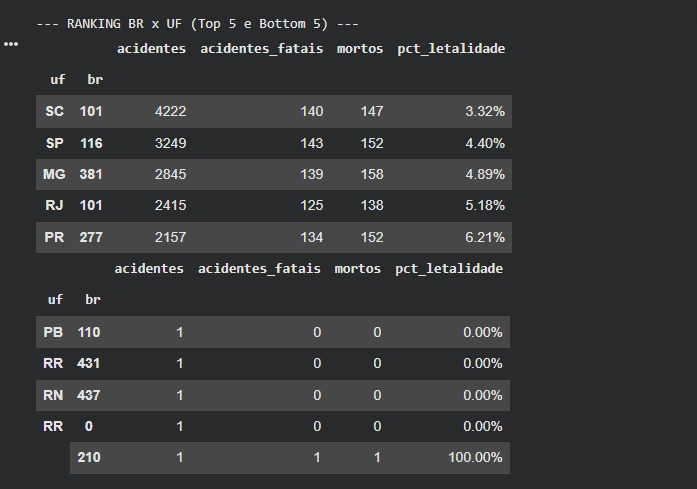 --- RANKING BR x UF (Top 5 e Bottom 5) ---
acidentes acidentes_fatais mortos pct_letalidade
uf br
SC 101 4222 140 147 3.32%
SP 116 3249 143 152 4.40%
MG 381 2845 139 158 4.89%
RJ 101 2415 125 138 5.18%
PR 277 2157 134 152 6.21%
acidentes acidentes_fatais mortos pct_letalidade
uf br
PB 110 1 0 0 0.00%
RR 431 1 0 0 0.00%
RN 437 1 0 0 0.00%
RR 0 1 0 0 0.00%
210 1 1 1 100.00%